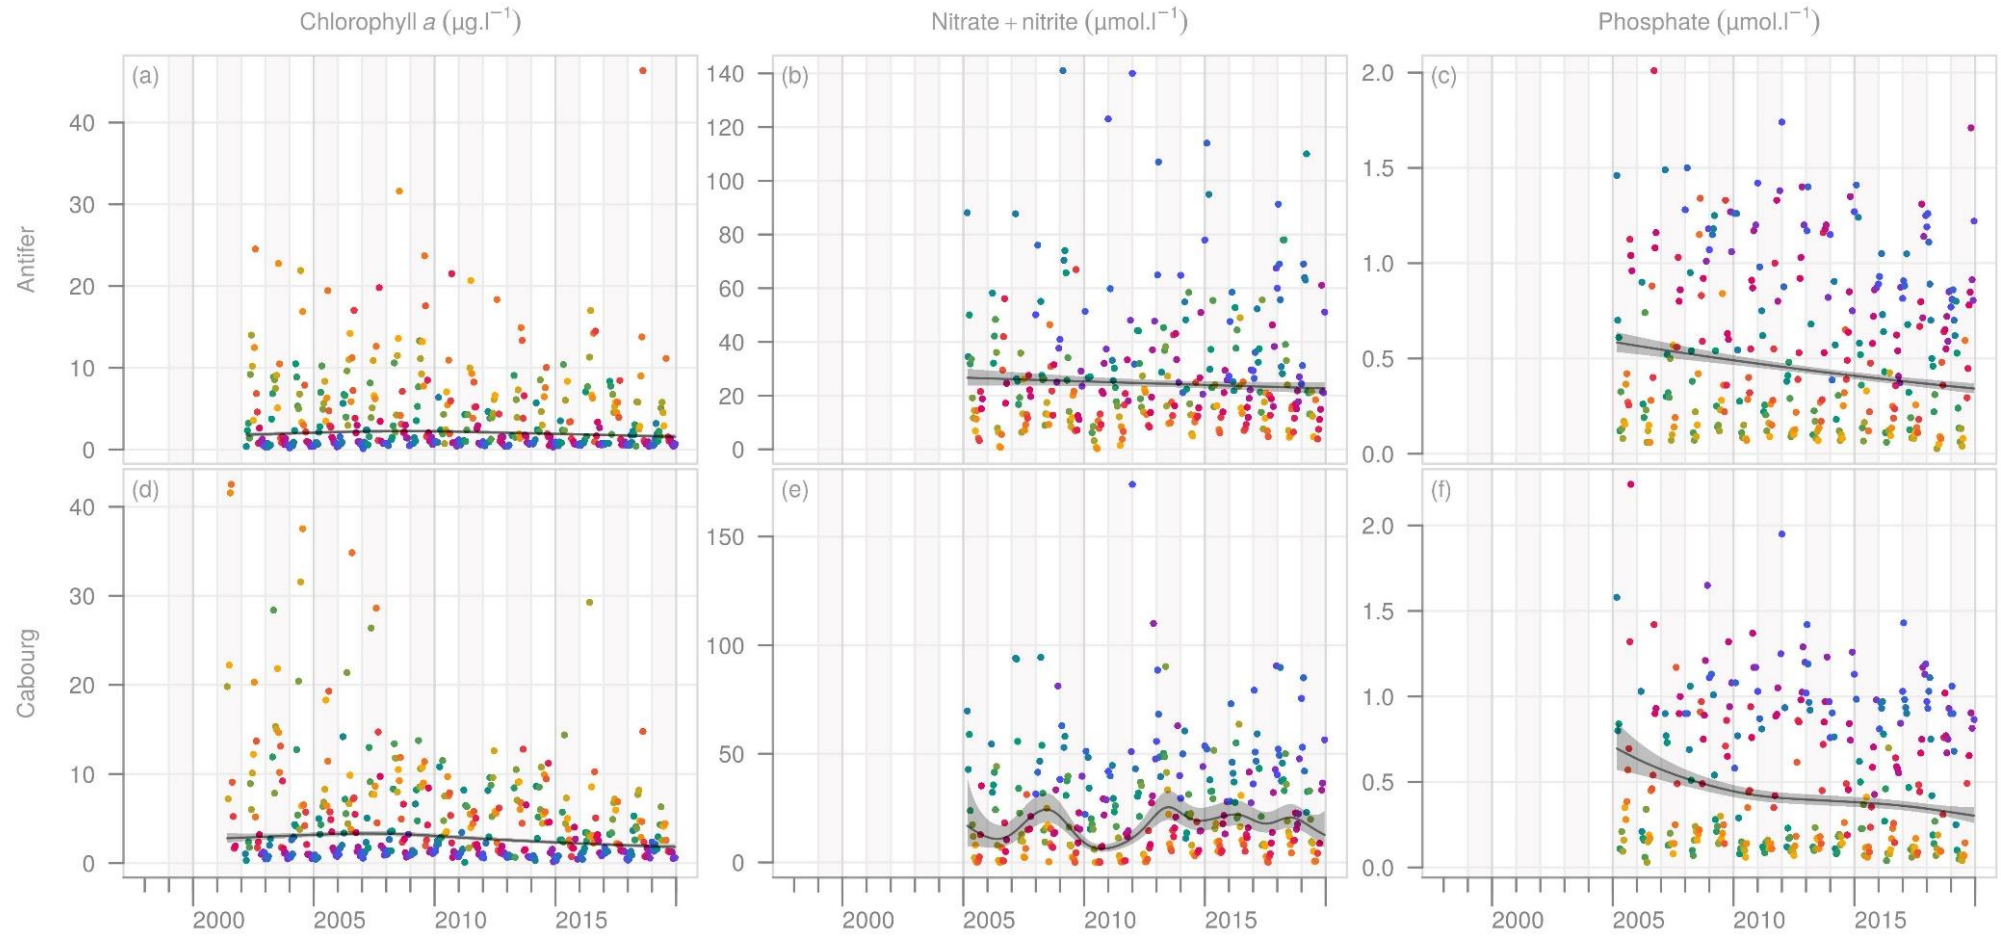 Chlorophyll a (µg.l⁻¹) Nitrate + nitrite (µmol.l⁻¹) Phosphate (µmol.l⁻¹)
Antifer
(a)
40
30
20
10
0
(b)
140
120
100
80
60
40
20
0
(c)
2.0
1.5
1.0
0.5
0.0
Cabourg
(d)
40
30
20
10
0
(e)
150
100
50
0
(f)
2.0
1.5
1.0
0.5
0.0
2000 2005 2010 2015
2000 2005 2010 2015
2000 2005 2010 2015